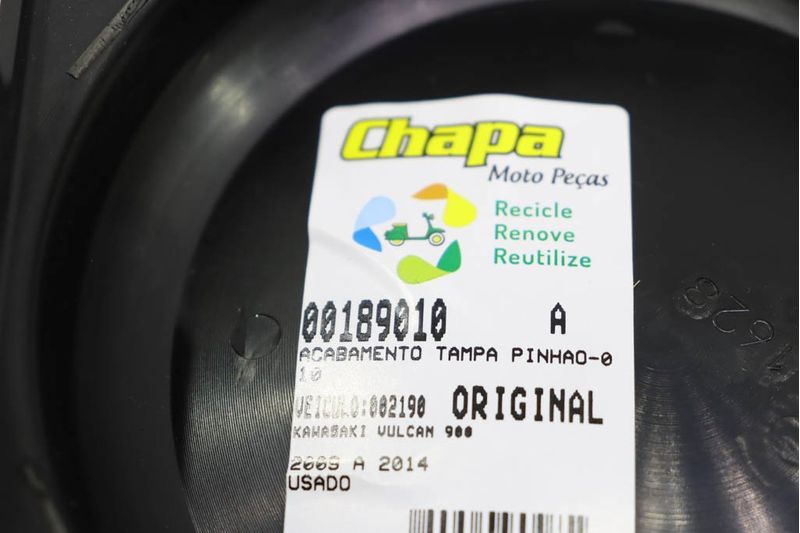 Chapa
Moto Peças
Recicle
Renove
Reutilize
00189010 A
ACABAMENTO TAMPA PINHAO-0
10
VEICULO:002190 ORIGINAL
KAWASAKI VULCAN 900
2009 A 2014
USADO